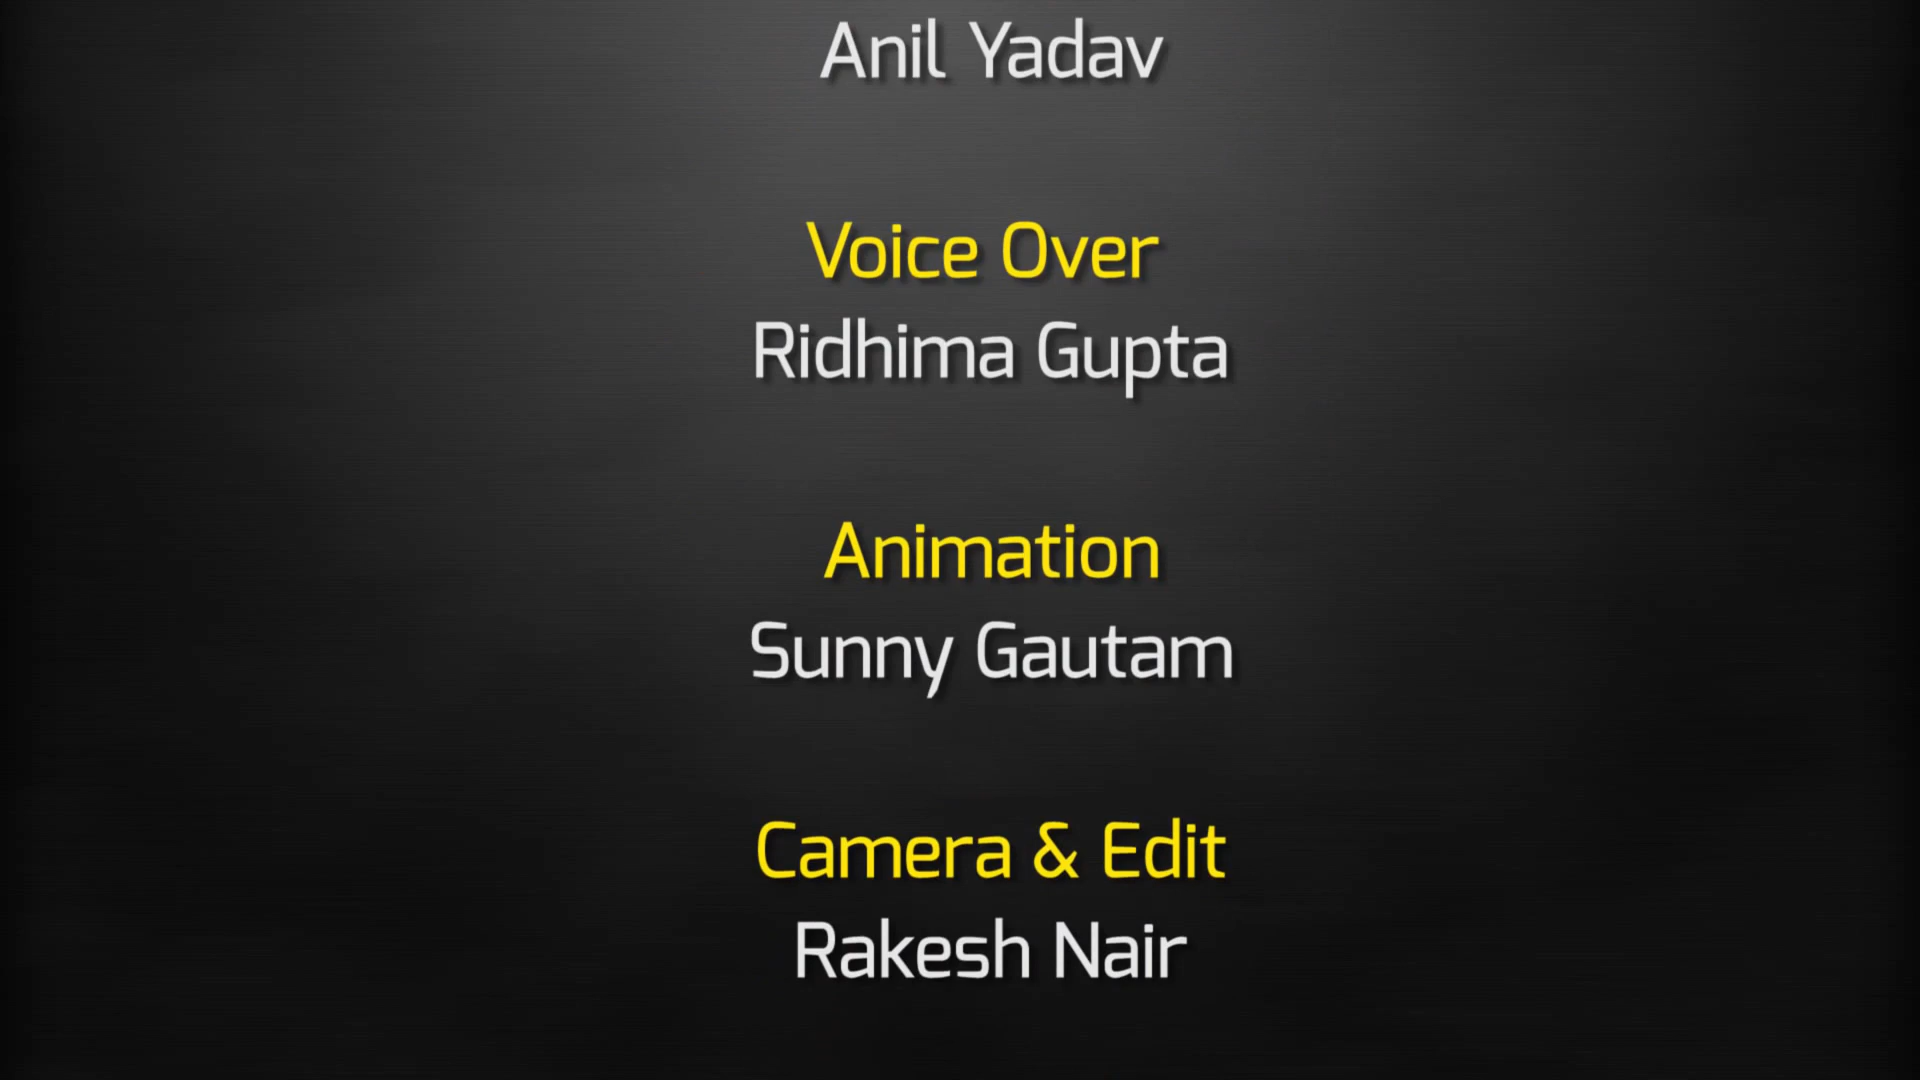 Anil Yadav
Voice Over
Ridhima Gupta
Animation
Sunny Gautam
Camera & Edit
Rakesh Nair